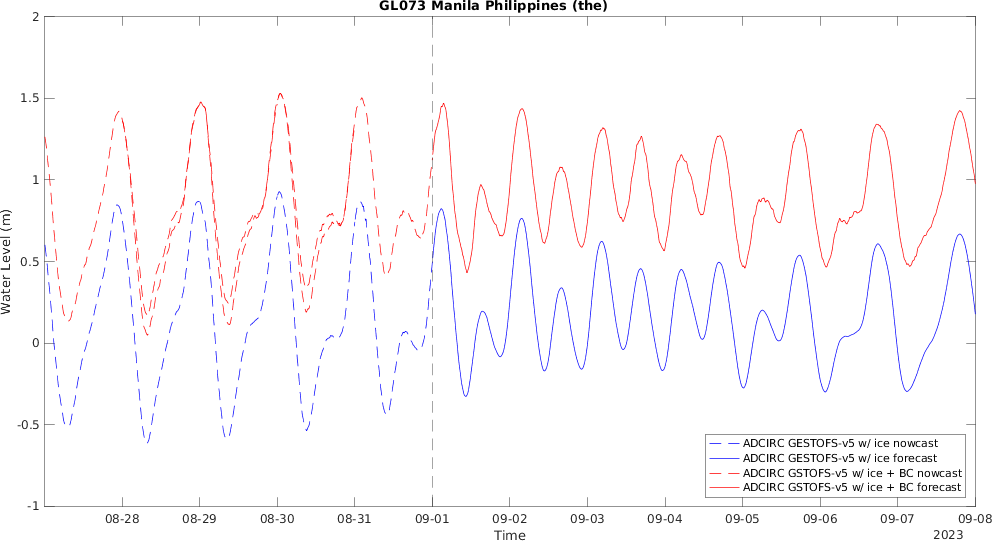 GL073 Manila Philippines (the)
2
1.5
1
0.5
0
-0.5
-1
Water Level (m)
08-28 08-29 08-30 08-31 09-01 09-02 09-03 09-04 09-05 09-06 09-07 09-08
Time
2023
ADCIRC GESTOFS-v5 w/ ice nowcast
ADCIRC GESTOFS-v5 w/ ice forecast
ADCIRC GSTOFS-v5 w/ ice + BC nowcast
ADCIRC GSTOFS-v5 w/ ice + BC forecast